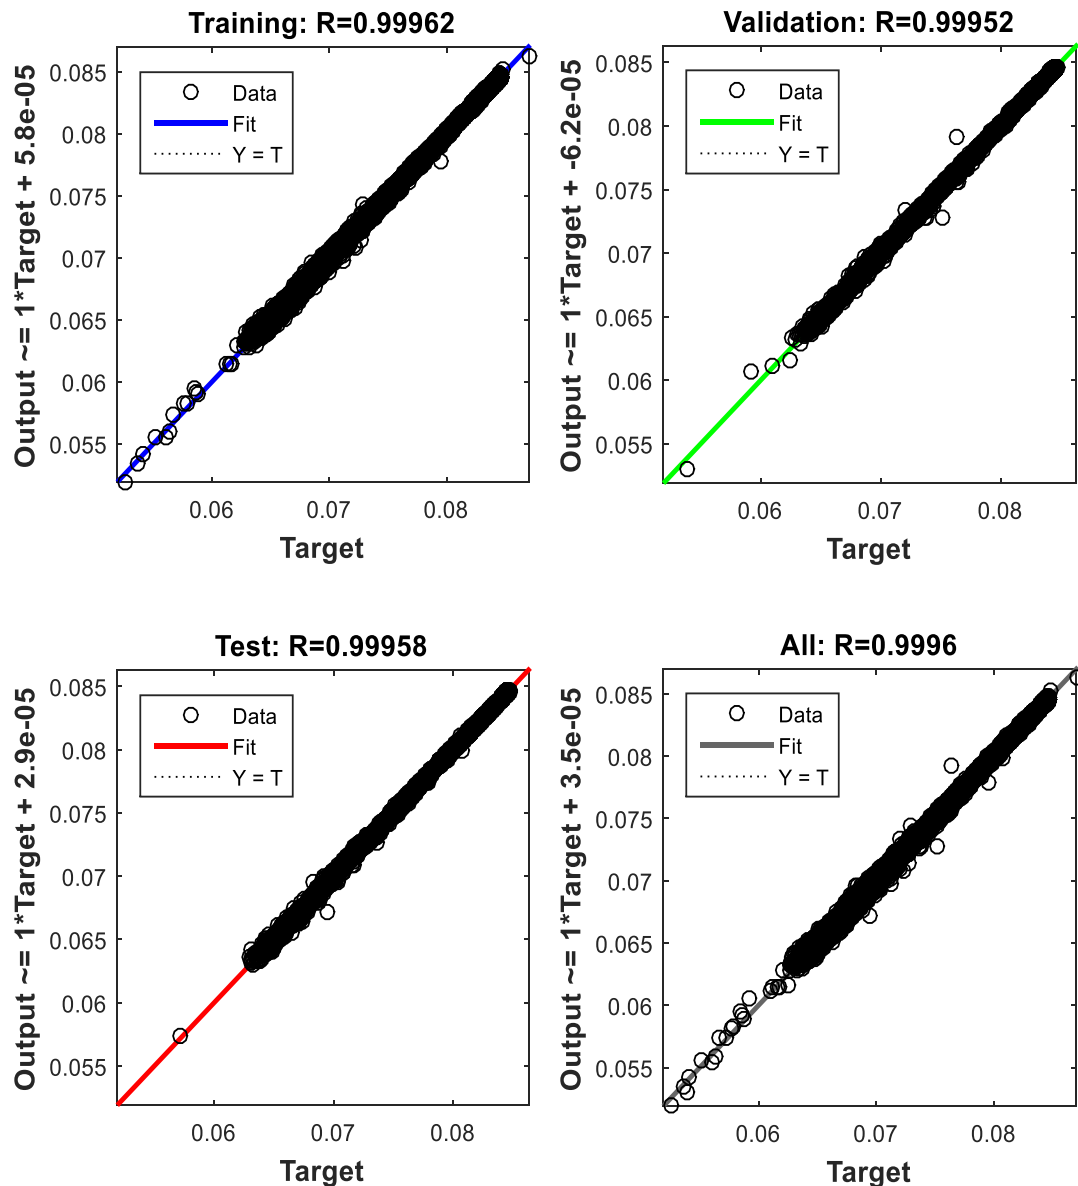 Training: R=0.99962
Output ~= 1*Target + 5.8e-05
0.085
0.08
0.075
0.07
0.065
0.06
0.055
Data
Fit
Y = T
0.06 0.07 0.08
Target
Validation: R=0.99952
Output ~= 1*Target + -6.2e-05
0.085
0.08
0.075
0.07
0.065
0.06
0.055
Data
Fit
Y = T
0.06 0.07 0.08
Target
Test: R=0.99958
Output ~= 1*Target + 2.9e-05
0.085
0.08
0.075
0.07
0.065
0.06
0.055
Data
Fit
Y = T
0.06 0.07 0.08
Target
All: R=0.9996
Output ~= 1*Target + 3.5e-05
0.085
0.08
0.075
0.07
0.065
0.06
0.055
Data
Fit
Y = T
0.06 0.07 0.08
Target